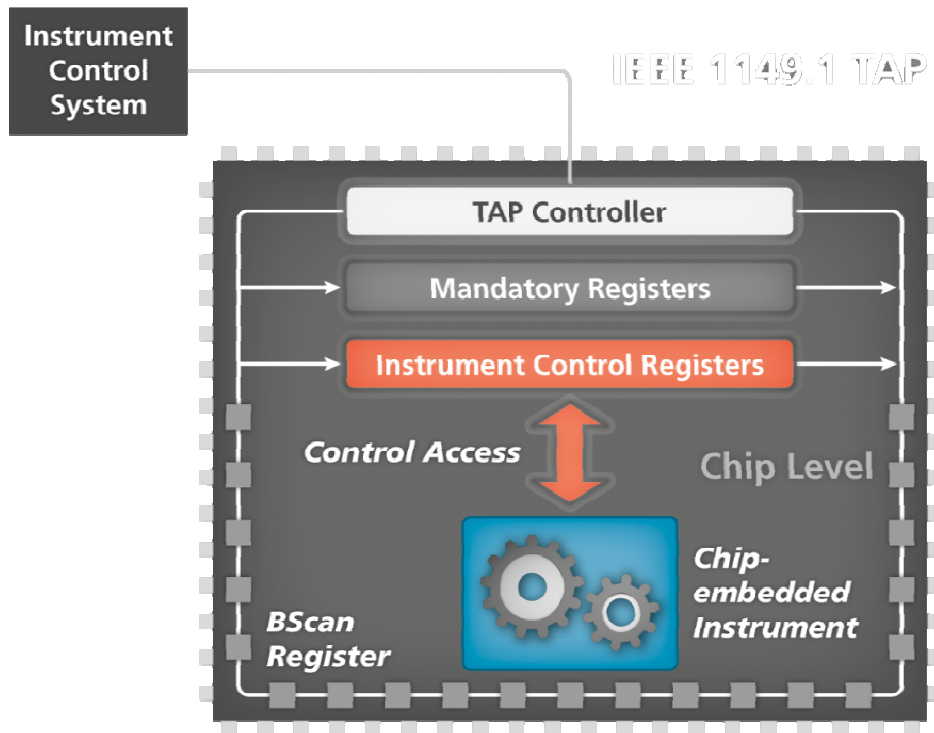 Instrument
Control
System
IEEE 1149.1 TAP
TAP Controller
Mandatory Registers
Instrument Control Registers
Control Access
Chip Level
Chip-
embedded
Instrument
BScan
Register